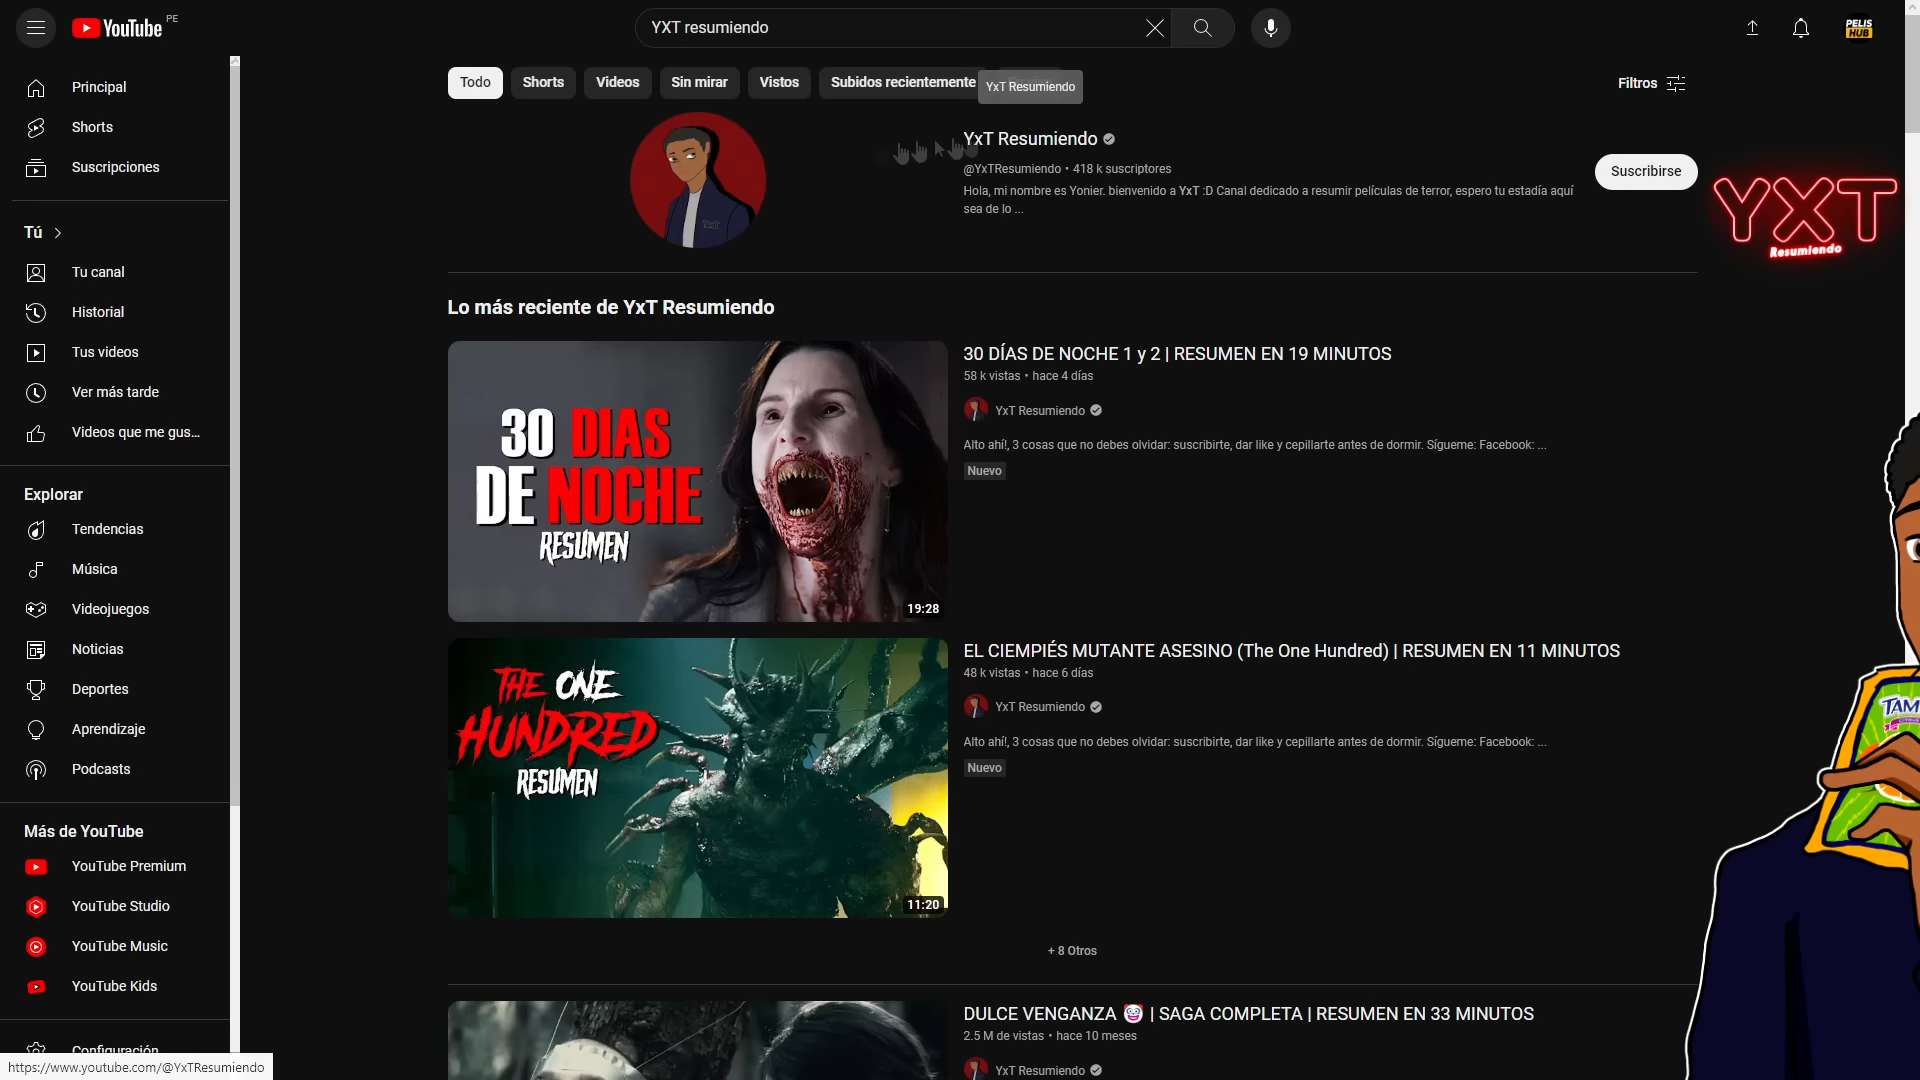 YouTube PE
YXT resumiendo
PELIS
HUB
Principal
Shorts
Suscripciones
Tú
Tu canal
Historial
Tus videos
Ver más tarde
Videos que me gus...
Explorar
Tendencias
Música
Videojuegos
Noticias
Deportes
Aprendizaje
Podcasts
Más de YouTube
YouTube Premium
YouTube Studio
YouTube Music
YouTube Kids
Configuración
https://www.youtube.com/@YxTResumiendo
Todo Shorts Videos Sin mirar Vistos Subidos recientemente
YxT Resumiendo
Filtros
YXT
YxT Resumiendo
@YxTResumiendo • 418 k suscriptores
Hola, mi nombre es Yonier. bienvenido a YxT :D Canal dedicado a resumir películas de terror, espero tu estadía aquí
sea de lo ...
Suscribirse
YXT
Resumiendo
Lo más reciente de YxT Resumiendo
30 DIAS
DE NOCHE
RESUMEN
19:28
30 DÍAS DE NOCHE 1 y 2 | RESUMEN EN 19 MINUTOS
58 k vistas • hace 4 días
YxT Resumiendo
Alto ahí!, 3 cosas que no debes olvidar: suscribirte, dar like y cepillarte antes de dormir. Sígueme: Facebook: ...
Nuevo
THE ONE
HUNDRED
RESUMEN
11:20
EL CIEMPIÉS MUTANTE ASESINO (The One Hundred) | RESUMEN EN 11 MINUTOS
48 k vistas • hace 6 días
YxT Resumiendo
Alto ahí!, 3 cosas que no debes olvidar: suscribirte, dar like y cepillarte antes de dormir. Sígueme: Facebook: ...
Nuevo
+ 8 Otros
DULCE VENGANZA 🤡 | SAGA COMPLETA | RESUMEN EN 33 MINUTOS
2.5 M de vistas • hace 10 meses
YxT Resumiendo
TAM